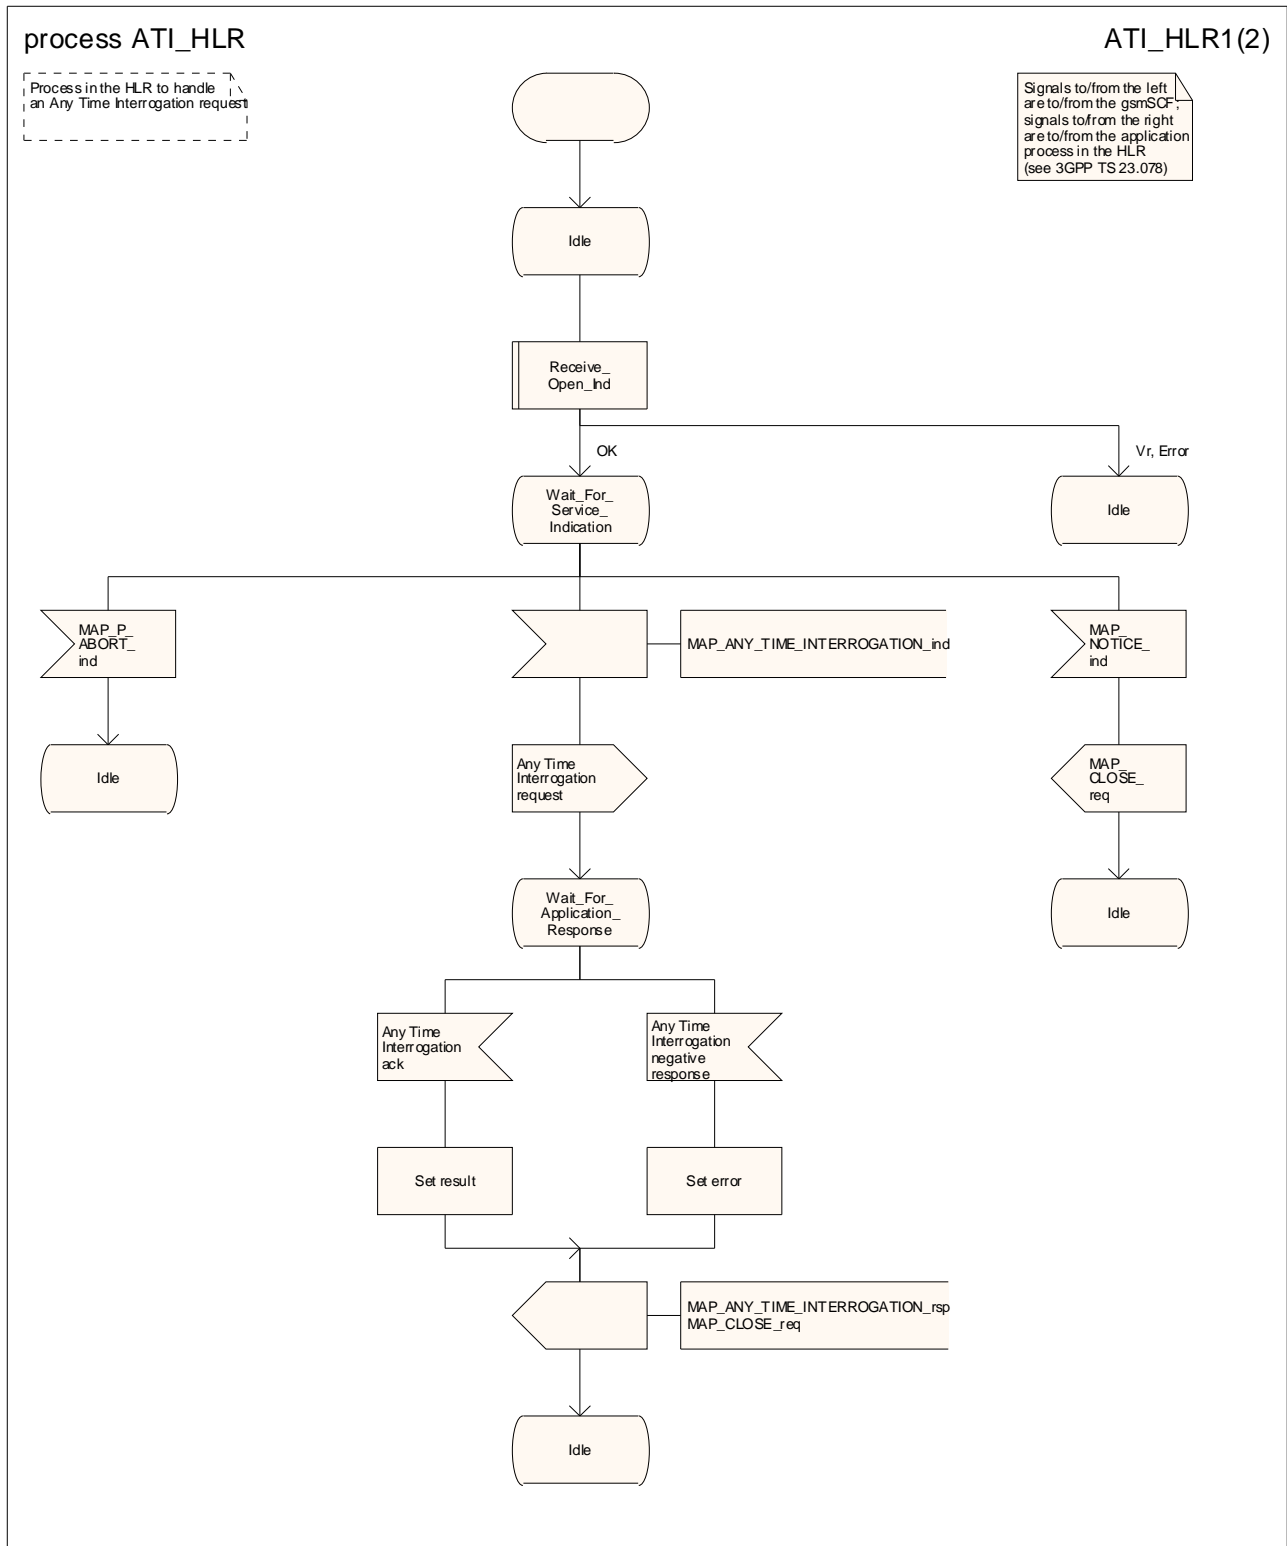 process ATI_HLR
ATI_HLR1(2)
Process in the HLR to handle
an Any Time Interrogation request
Signals to/from the left
are to/from the gsmSCF;
signals to/from the right
are to/from the application
process in the HLR
(see 3GPP TS 23.078)
Idle
Receive_
Open_Ind
OK
Vr, Error
Wait_For_
Service_
Indication
Idle
MAP_P_
ABORT_
ind
MAP_ANY_TIME_INTERROGATION_ind
MAP_
NOTICE_
ind
Idle
Any Time
Interrogation
request
MAP_
CLOSE_
req
Wait_For_
Application_
Response
Idle
Any Time
Interrogation
ack
Any Time
Interrogation
negative
response
Set result
Set error
MAP_ANY_TIME_INTERROGATION_rsp
MAP_CLOSE_req
Idle